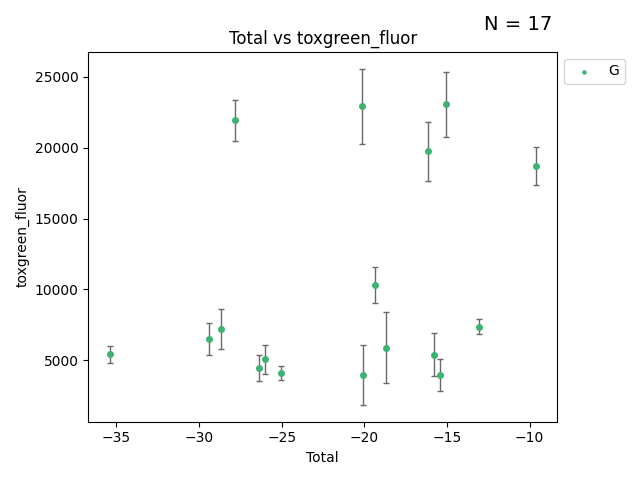 N = 17
Total vs toxgreen_fluor
G
25000
20000
15000
10000
5000
toxgreen_fluor
−35
−30
−25
−20
−15
−10
Total